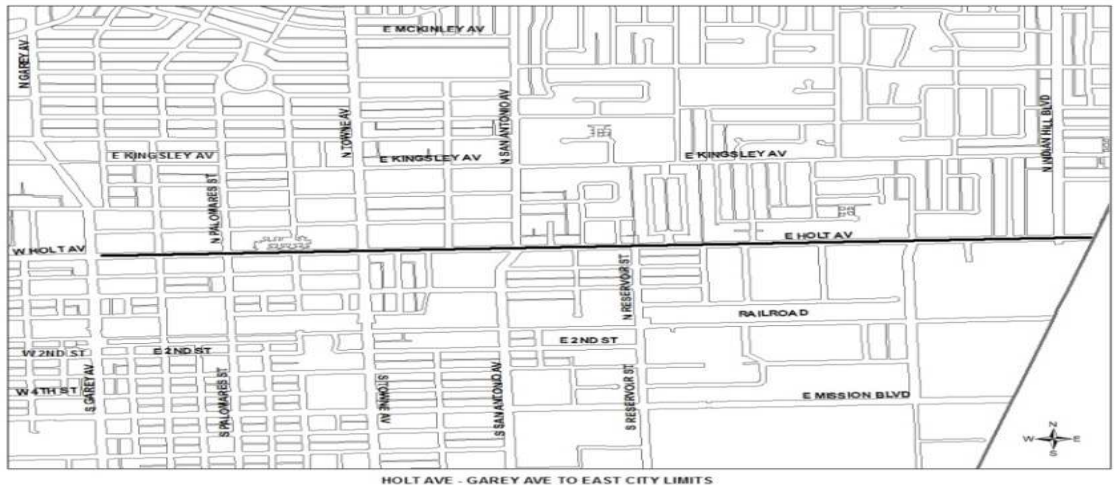 E MCKINLEY AV
N GAREY AV
N TOWNE AV
N SAN ANTONIO AV
N INDIAN HILL BLVD
E KINGSLEY AV
E KINGSLEY AV
E KINGSLEY AV
N PALOMARES ST
W HOLT AV
E HOLT AV
N RESERVOIR ST
RAILROAD
W 2ND ST
E 2ND ST
E 2ND ST
W 4TH ST
S GAREY AV
S PALOMARES ST
S TOWNE AV
S SAN ANTONIO AV
S RESERVOIR ST
E MISSION BLVD
N
W E
S
HOLT AVE - GAREY AVE TO EAST CITY LIMITS